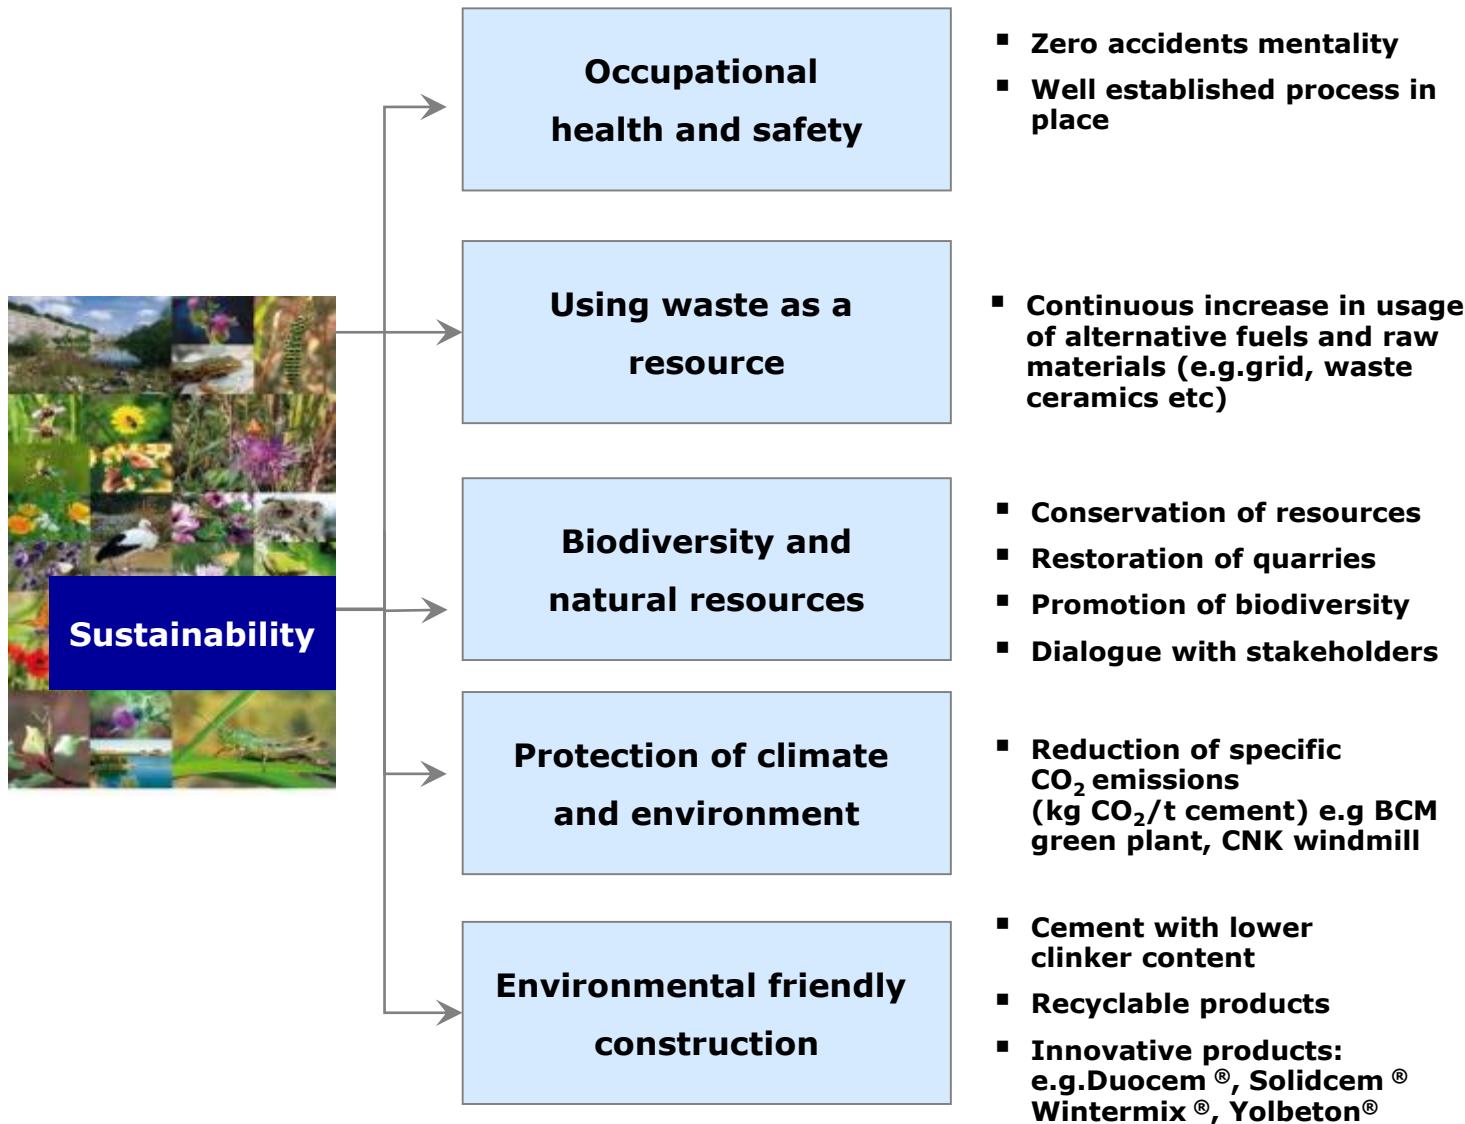 Occupational
health and safety
▪ Zero accidents mentality
▪ Well established process in
place
Using waste as a
resource
▪ Continuous increase in usage
of alternative fuels and raw
materials (e.g.grid, waste
ceramics etc)
Sustainability
Biodiversity and
natural resources
▪ Conservation of resources
▪ Restoration of quarries
▪ Promotion of biodiversity
▪ Dialogue with stakeholders
Protection of climate
and environment
▪ Reduction of specific
CO₂ emissions
(kg CO₂/t cement) e.g BCM
green plant, CNK windmill
Environmental friendly
construction
▪ Cement with lower
clinker content
▪ Recyclable products
▪ Innovative products:
e.g.Duocem ®, Solidcem ®
Wintermix ®, Yolbeton®